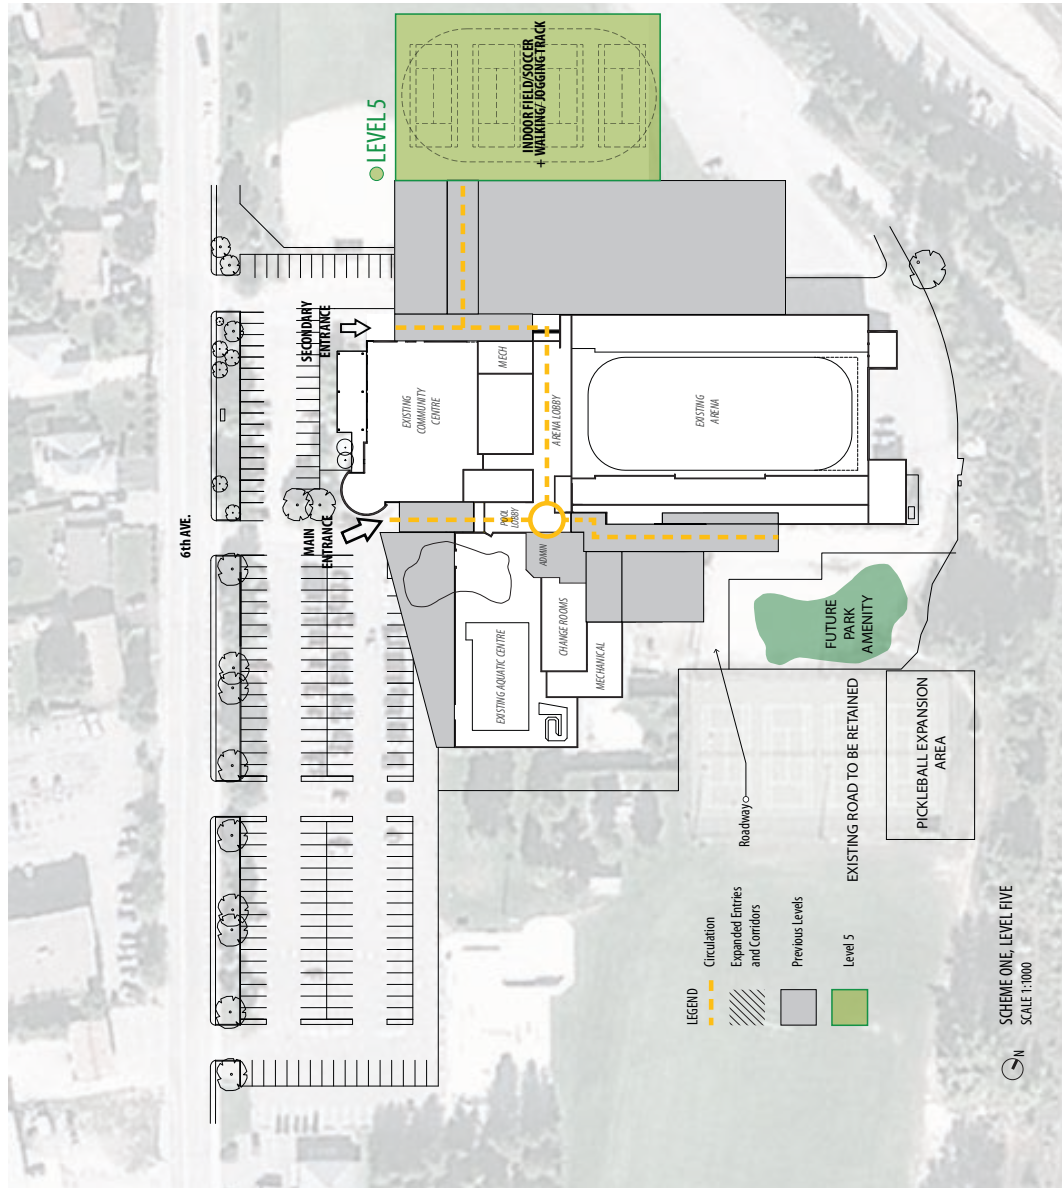 LEVEL 5
INDOOR FIELD/SOCCER
+ WALKING/JOGGING TRACK
6th AVE.
SECONDARY
ENTRANCE
MAIN
ENTRANCE
EXISTING
COMMUNITY
CENTRE
MECH
ARENA LOBBY
EXISTING
ARENA
POOL
LOBBY
ADMIN
CHANGE ROOMS
MECHANICAL
EXISTING AQUATIC CENTRE
FUTURE
PARK
AMENITY
Roadway
EXISTING ROAD TO BE RETAINED
PICKLEBALL EXPANSION
AREA
LEGEND
Circulation
Expanded Entries
and Corridors
Previous Levels
Level 5
N
SCHEME ONE, LEVEL FIVE
SCALE 1:1000